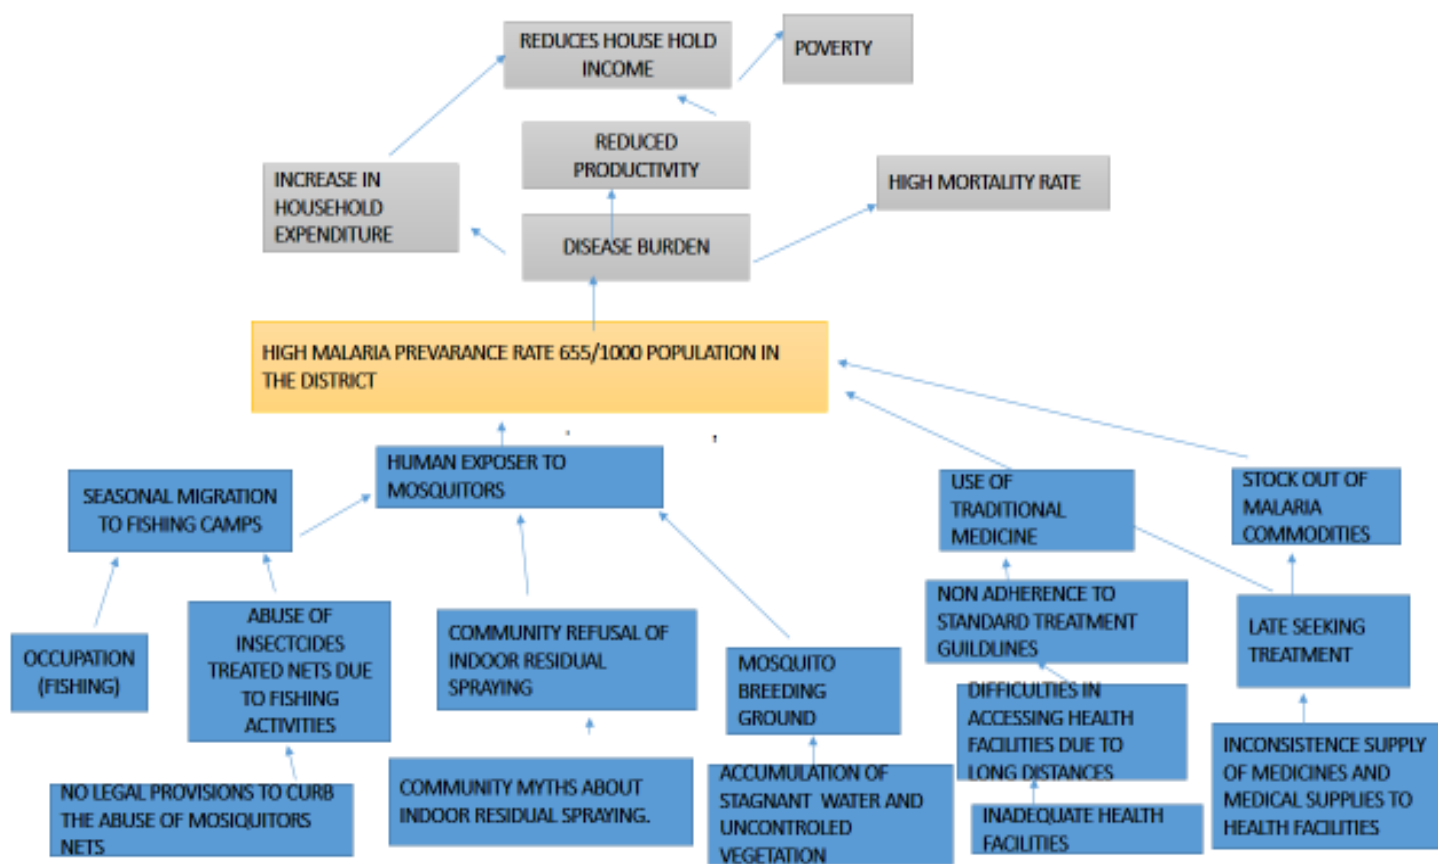 REDUCES HOUSE HOLD
INCOME
POVERTY
REDUCED
PRODUCTIVITY
INCREASE IN
HOUSEHOLD
EXPENDITURE
HIGH MORTALITY RATE
DISEASE BURDEN
HIGH MALARIA PREVARANCE RATE 655/1000 POPULATION IN
THE DISTRICT
HUMAN EXPOSER TO
MOSQUITORS
SEASONAL MIGRATION
TO FISHING CAMPS
USE OF
TRADITIONAL
MEDICINE
STOCK OUT OF
MALARIA
COMMODITIES
OCCUPATION
(FISHING)
ABUSE OF
INSECTCIDES
TREATED NETS DUE
TO FISHING
ACTIVITIES
COMMUNITY REFUSAL OF
INDOOR RESIDUAL
SPRAYING
MOSQUITO
BREEDING
GROUND
NON ADHERENCE TO
STANDARD TREATMENT
GUILDLINES
LATE SEEKING
TREATMENT
DIFFICULTIES IN
ACCESSING HEALTH
FACILITIES DUE TO
LONG DISTANCES
NO LEGAL PROVISIONS TO CURB
THE ABUSE OF MOSIQUITORS
NETS
COMMUNITY MYTHS ABOUT
INDOOR RESIDUAL SPRAYING.
ACCUMULATION OF
STAGNANT WATER AND
UNCONTROLED
VEGETATION
INADEQUATE HEALTH
FACILITIES
INCONSISTENCE SUPPLY
OF MEDICINES AND
MEDICAL SUPPLIES TO
HEALTH FACILITIES